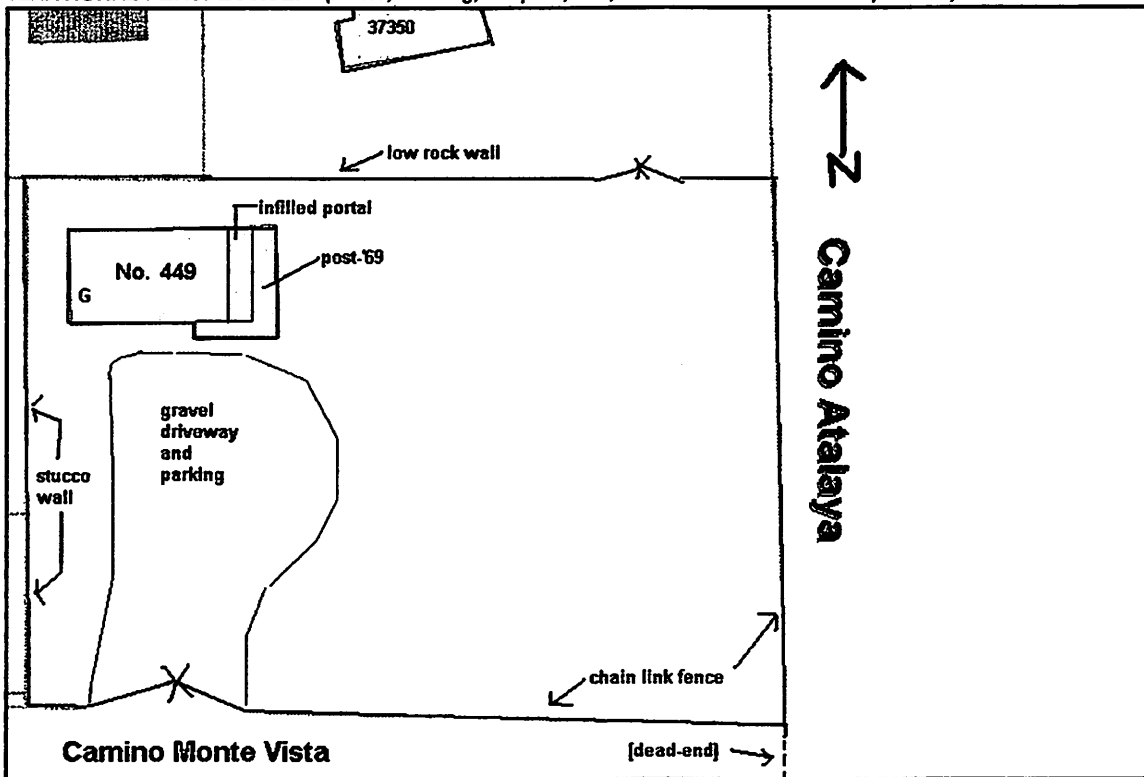 37350
low rock wall
N
infilled portal
post-'69
No. 449
G
Camino Atalaya
gravel
driveway
and
parking
stucco
wall
chain link fence
Camino Monte Vista
[dead-end]